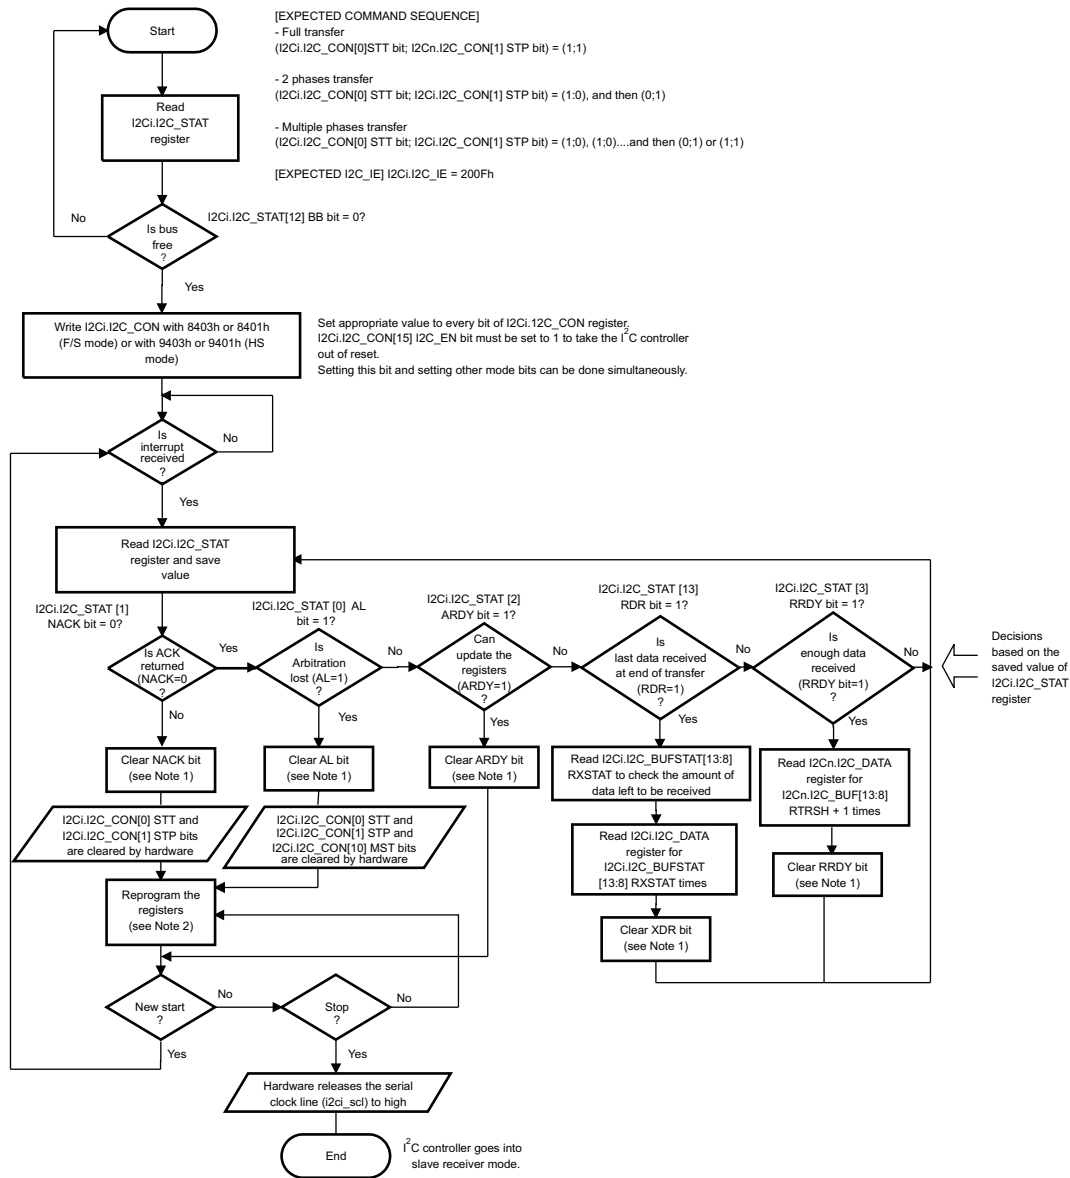 Start
[EXPECTED COMMAND SEQUENCE]
- Full transfer
(I2Ci.I2C_CON[0]STT bit; I2Cn.I2C_CON[1] STP bit) = (1;1)
- 2 phases transfer
(I2Ci.I2C_CON[0] STT bit; I2Ci.I2C_CON[1] STP bit) = (1:0), and then (0;1)
- Multiple phases transfer
(I2Ci.I2C_CON[0] STT bit; I2Ci.I2C_CON[1] STP bit) = (1;0), (1;0)....and then (0;1) or (1;1)
[EXPECTED I2C_IE] I2Ci.I2C_IE = 200Fh
Read
I2Ci.I2C_STAT
register
No
I2Ci.I2C_STAT[12] BB bit = 0?
Is bus
free
?
Yes
Write I2Ci.I2C_CON with 8403h or 8401h
(F/S mode) or with 9403h or 9401h (HS
mode)
Set appropriate value to every bit of I2Ci.12C_CON register.
I2Ci.I2C_CON[15] I2C_EN bit must be set to 1 to take the I2C controller
out of reset.
Setting this bit and setting other mode bits can be done simultaneously.
Is
interrupt
received
?
No
Yes
Read I2Ci.I2C_STAT
register and save
value
I2Ci.I2C_STAT [1]
NACK bit = 0?
I2Ci.I2C_STAT [0] AL
bit = 1?
I2Ci.I2C_STAT [2]
ARDY bit = 1?
I2Ci.I2C_STAT [13]
RDR bit = 1?
I2Ci.I2C_STAT [3]
RRDY bit = 1?
Is ACK
returned
(NACK=0
?
Yes
No
Is
Arbitration
lost (AL=1)
?
No
Yes
Can
update the
registers
(ARDY=1)
?
No
Yes
Is
last data received
at end of transfer
(RDR=1)
?
No
Yes
Is
enough data
received
(RRDY bit=1)
?
No
Yes
Decisions
based on the
saved value of
I2Ci.I2C_STAT
register
Clear NACK bit
(see Note 1)
Clear AL bit
(see Note 1)
Clear ARDY bit
(see Note 1)
Read I2Ci.I2C_BUFSTAT[13:8]
RXSTAT to check the amount of
data left to be received
Read I2Cn.I2C_DATA
register for
I2Cn.I2C_BUF[13:8]
RTRSH + 1 times
I2Ci.I2C_CON[0] STT and
I2Ci.I2C_CON[1] STP bits
are cleared by hardware
I2Ci.I2C_CON[0] STT and
I2Ci.I2C_CON[1] STP and
I2Ci.I2C_CON[10] MST bits
are cleared by hardware
Read I2Ci.I2C_DATA
register for
I2Ci.I2C_BUFSTAT
[13:8] RXSTAT times
Clear RRDY bit
(see Note 1)
Reprogram the
registers
(see Note 2)
Clear XDR bit
(see Note 1)
New start
?
No
Yes
Stop
?
No
Yes
Hardware releases the serial
clock line (i2ci_scl) to high
End
I2C controller goes into
slave receiver mode.